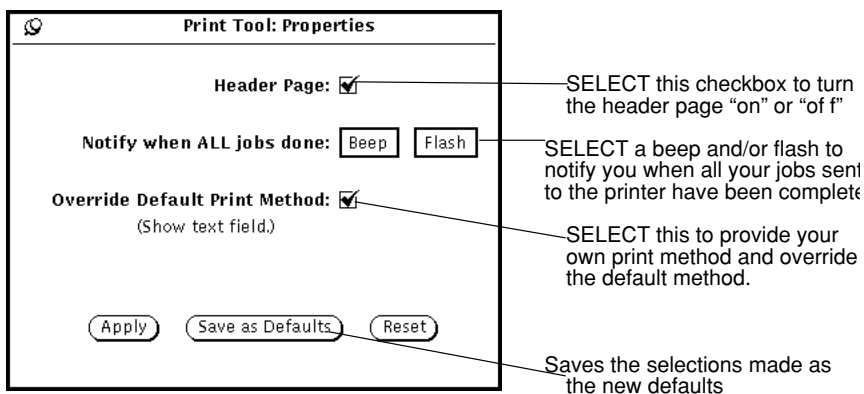 Print Tool: Properties
Header Page:
SELECT this checkbox to turn
the header page “on” or “of f”
Notify when ALL jobs done: Beep Flash
SELECT a beep and/or flash to
notify you when all your jobs sent
to the printer have been complete
Override Default Print Method:
(Show text field.)
SELECT this to provide your
own print method and override
the default method.
Apply Save as Defaults Reset
Saves the selections made as
the new defaults